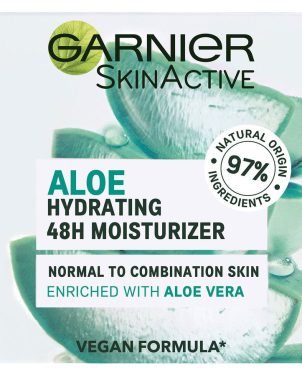 GARNIER
SKINACTIVE
NATURAL ORIGIN
97%
INGREDIENTS
ALOE
HYDRATING
48H MOISTURIZER
NORMAL TO COMBINATION SKIN
ENRICHED WITH ALOE VERA
VEGAN FORMULA*